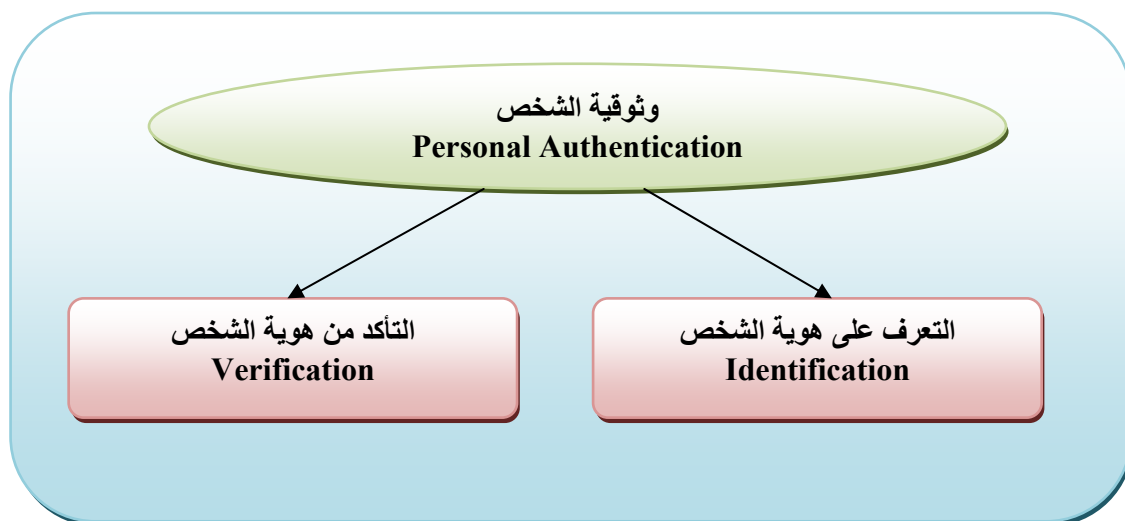 وثوقية الشخص
Personal Authentication
التعرف على هوية الشخص
Identification
التأكد من هوية الشخص
Verification